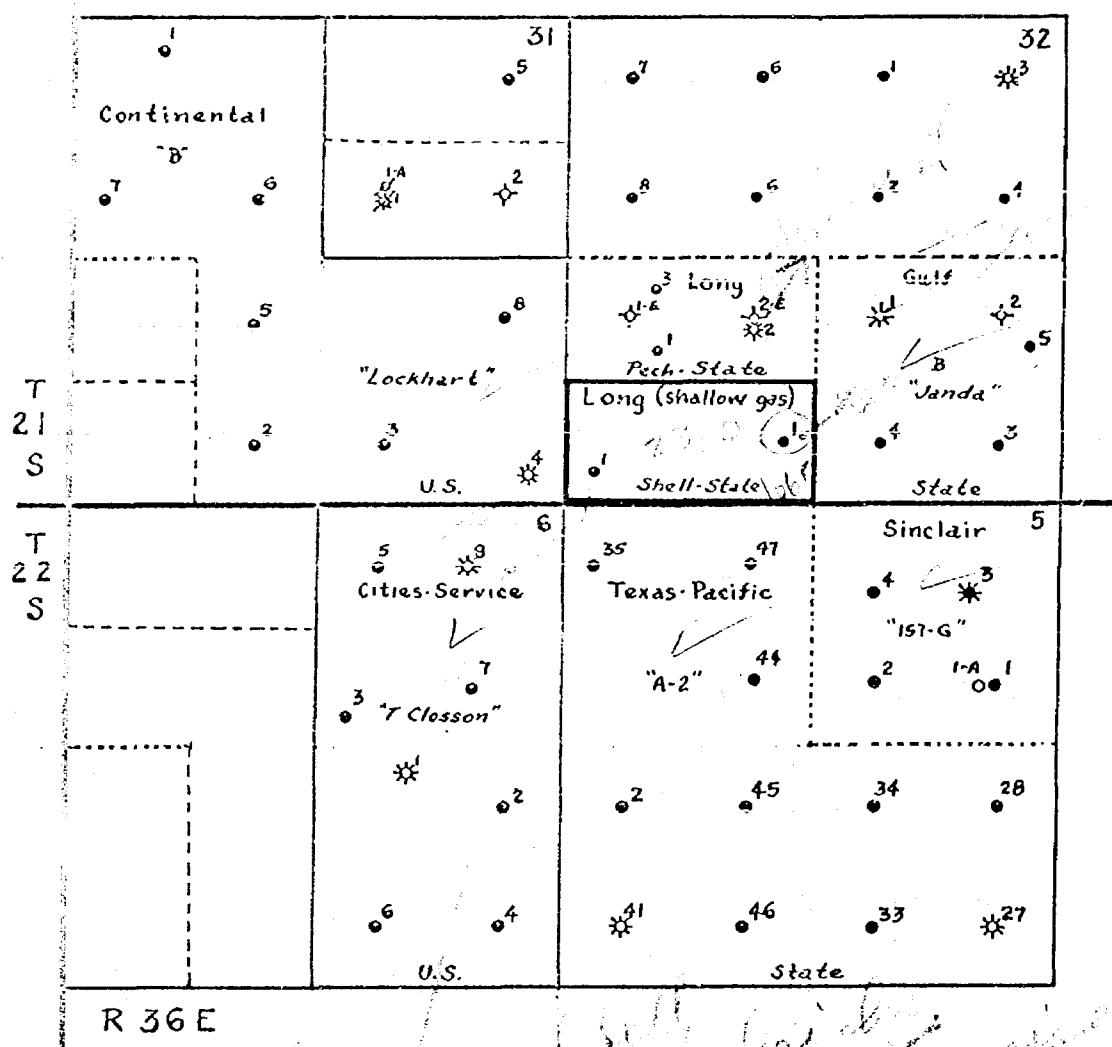 31
32
1
5
7
6
1
3
Continental
"B"
1-A
1
2
7
6
8
6
2
4
3
Long
Gulf
1-E
2-E
2
1
2
5
8
5
1
B
"Lockhart"
Pech-State
"Janda"
Long (shallow gas)
T
21
S
2
3
4
1
1
4
3
U.S.
Shell-State
State
T
22
S
6
5
Sinclair
5
9
35
47
4
3
Cities-Service
Texas-Pacific
"157-G"
7
44
"A-2"
2
1-A
1
3
"T Closson"
1
2
2
45
34
28
6
4
41
46
33
27
U.S.
State
R 36 E